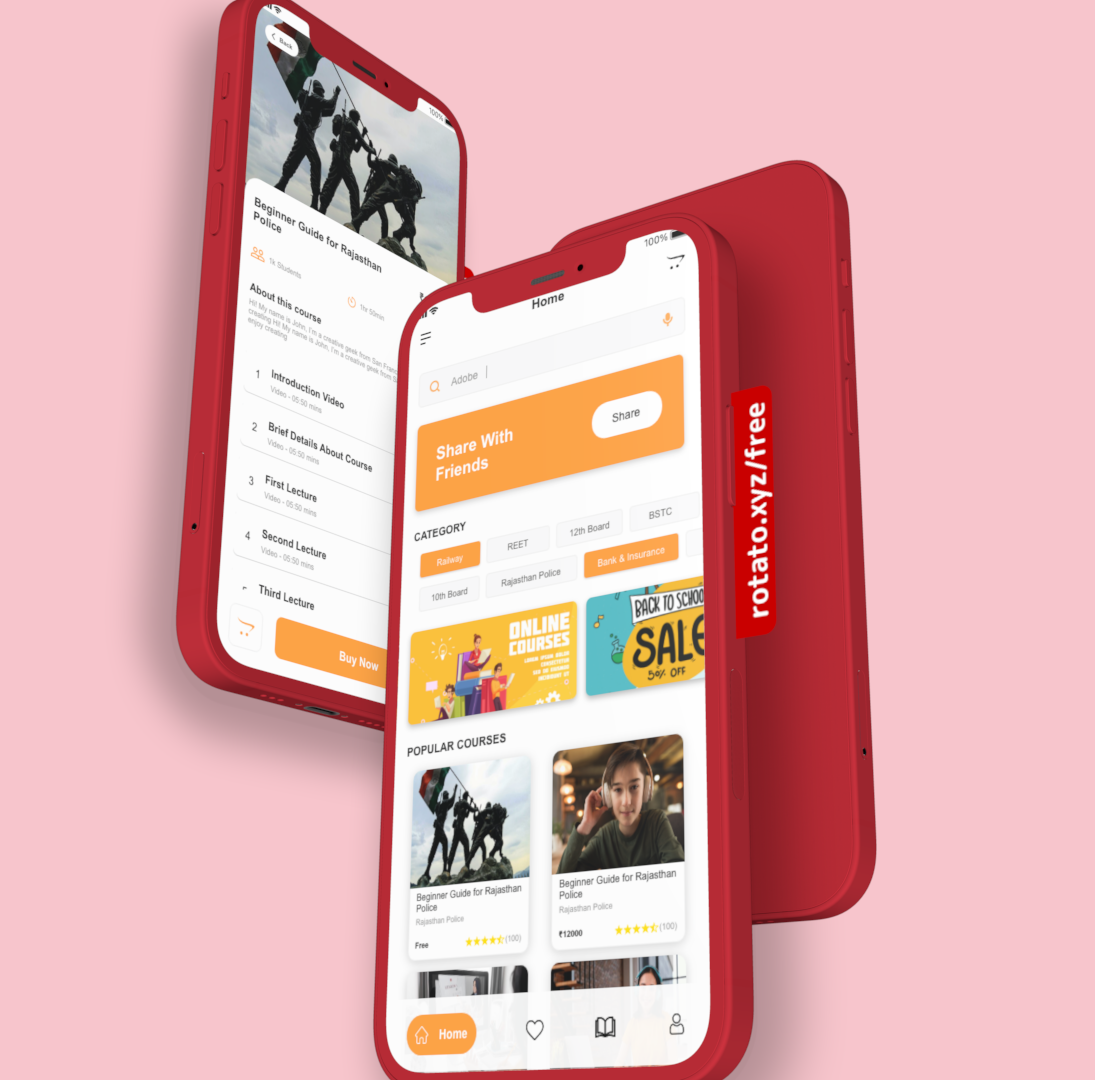 Back
100%
Beginner Guide for Rajasthan
Police
1k Students
1hr 50min
About this course
Hi! My name is John, I'm a creative geek from San Franc
creating Hi! My name is John, I'm a creative geek from S
enjoy creating
1 Introduction Video
Video - 05:50 mins
2 Brief Details About Course
Video - 05:50 mins
3 First Lecture
Video - 05:50 mins
4 Second Lecture
Video - 05:50 mins
Third Lecture
Buy Now
100%
Home
Adobe
Share With
Friends
Share
CATEGORY
Railway REET 12th Board BSTC
10th Board Rajasthan Police Bank & Insurance
ONLINE
COURSES
LOREM IPSUM DOLOR
CONSECTETUR
BACK TO SCHOO
SALE
50% OFF
POPULAR COURSES
Beginner Guide for Rajasthan
Police
Rajasthan Police
Free (100)
Beginner Guide for Rajasthan
Police
Rajasthan Police
₹12000 (100)
Home
rotato.xyz/free